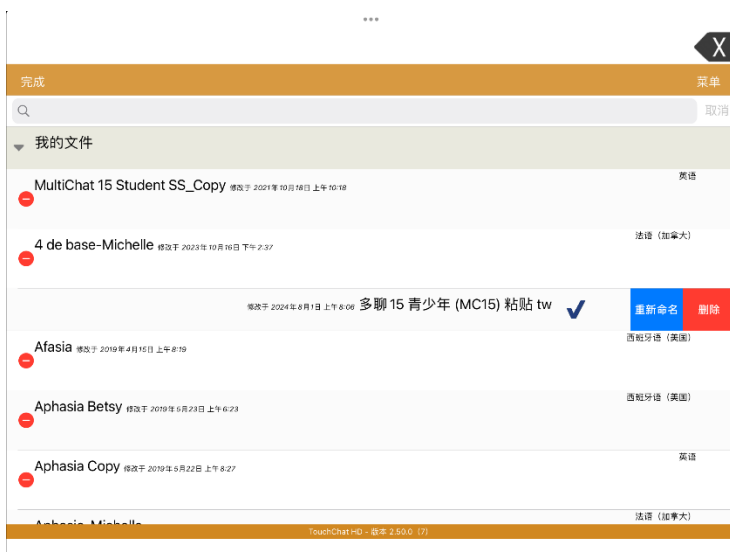 X
完成 菜单
取消
我的文件
MultiChat 15 Student SS_Copy 修改于 2021年10月18日 上午10:18 英语
4 de base-Michelle 修改于 2023年10月16日 下午2:37 法语（加拿大）
修改于 2024年8月1日 上午8:06 多聊 15 青少年 (MC15) 粘贴 tw 重新命名 删除
Afasia 修改于 2019年4月15日 上午8:19 西班牙语（美国）
Aphasia Betsy 修改于 2019年5月23日 上午6:23 西班牙语（美国）
Aphasia Copy 修改于 2019年5月22日 上午8:27 英语
Aphasia-Michelle 法语（加拿大）
TouchChat HD - 版本 2.50.0（7）